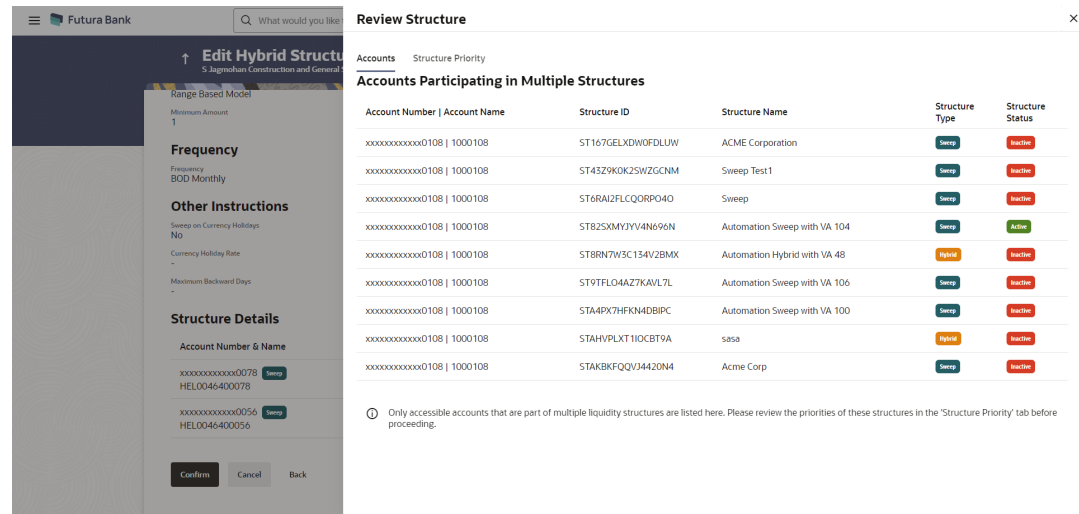 Futura Bank
What would you like
Edit Hybrid Structu
S Jagmohan Construction and General S
Range Based Model
Minimum Amount
1
Frequency
Frequency
BOD Monthly
Other Instructions
Sweep on Currency Holidays
No
Currency Holiday Rate
-
Maximum Backward Days
-
Structure Details
Account Number & Name
xxxxxxxxxxxx0078 Sweep
HEL0046400078
xxxxxxxxxxxx0056 Sweep
HEL0046400056
Confirm Cancel Back
Review Structure
Accounts Structure Priority
Accounts Participating in Multiple Structures
Account Number | Account Name Structure ID Structure Name Structure Type Structure Status
xxxxxxxxxxxx0108 | 1000108 ST167GELXDW0FDLUW ACME Corporation Sweep Inactive
xxxxxxxxxxxx0108 | 1000108 ST43Z9K0K2SWZGCNM Sweep Test1 Sweep Inactive
xxxxxxxxxxxx0108 | 1000108 ST6RAI2FLCQORPO4O Sweep Sweep Inactive
xxxxxxxxxxxx0108 | 1000108 ST82SXMYJYV4N696N Automation Sweep with VA 104 Sweep Active
xxxxxxxxxxxx0108 | 1000108 ST8RN7W3C134V2BMX Automation Hybrid with VA 48 Hybrid Inactive
xxxxxxxxxxxx0108 | 1000108 ST9TFLO4AZ7KAVL7L Automation Sweep with VA 106 Sweep Inactive
xxxxxxxxxxxx0108 | 1000108 STA4PX7HFKN4DBIPC Automation Sweep with VA 100 Sweep Inactive
xxxxxxxxxxxx0108 | 1000108 STAHVPLXT1IOCBT9A sasa Hybrid Inactive
xxxxxxxxxxxx0108 | 1000108 STAKBKFQQVJ4420N4 Acme Corp Sweep Inactive
Only accessible accounts that are part of multiple liquidity structures are listed here. Please review the priorities of these structures in the 'Structure Priority' tab before
proceeding.